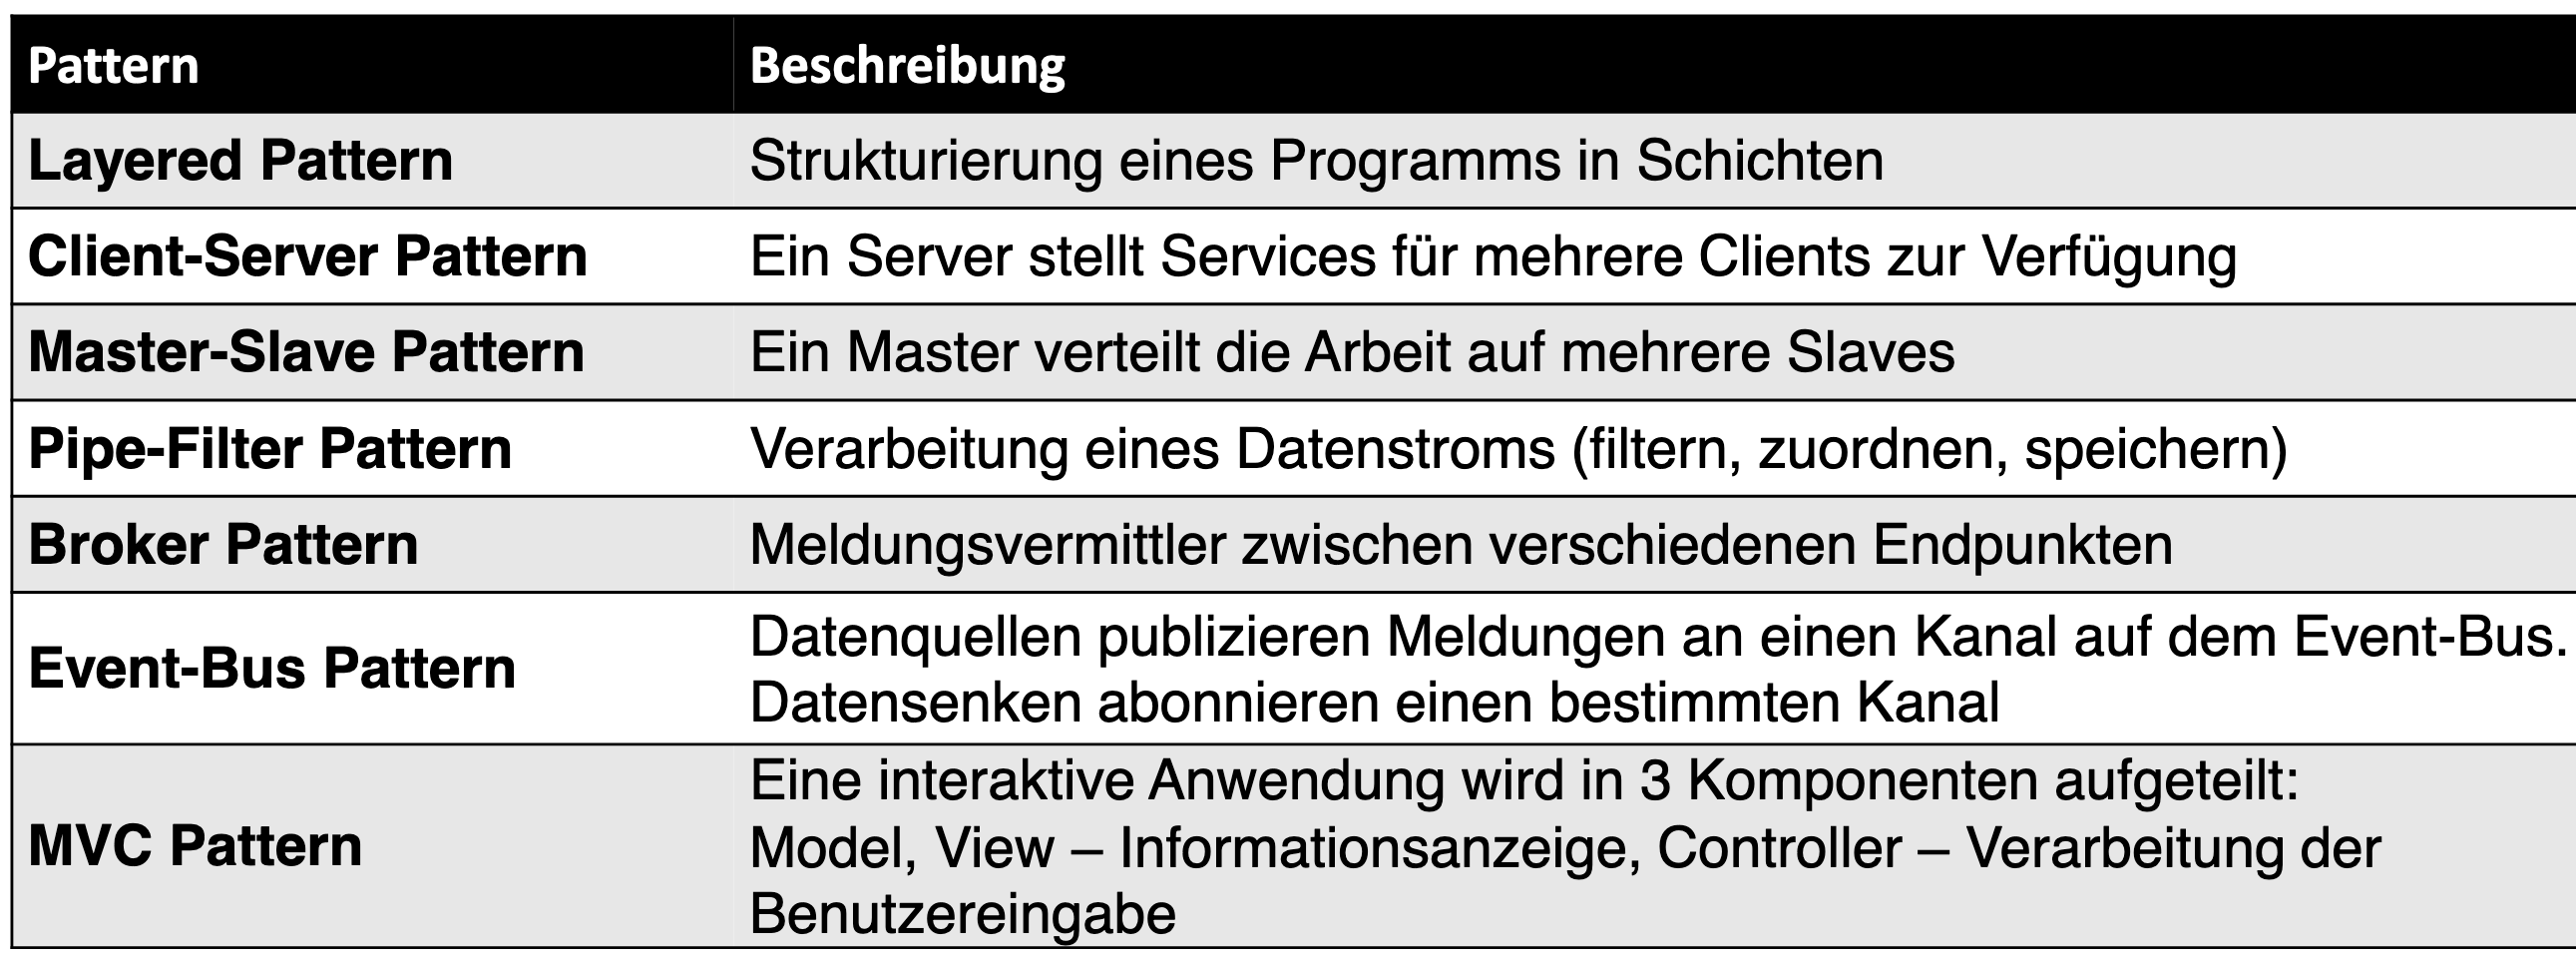 Pattern Beschreibung
Layered Pattern Strukturierung eines Programms in Schichten
Client-Server Pattern Ein Server stellt Services für mehrere Clients zur Verfügung
Master-Slave Pattern Ein Master verteilt die Arbeit auf mehrere Slaves
Pipe-Filter Pattern Verarbeitung eines Datenstroms (filtern, zuordnen, speichern)
Broker Pattern Meldungsvermittler zwischen verschiedenen Endpunkten
Event-Bus Pattern Datenquellen publizieren Meldungen an einen Kanal auf dem Event-Bus.
Datensenken abonnieren einen bestimmten Kanal
MVC Pattern Eine interaktive Anwendung wird in 3 Komponenten aufgeteilt:
Model, View – Informationsanzeige, Controller – Verarbeitung der
Benutzereingabe